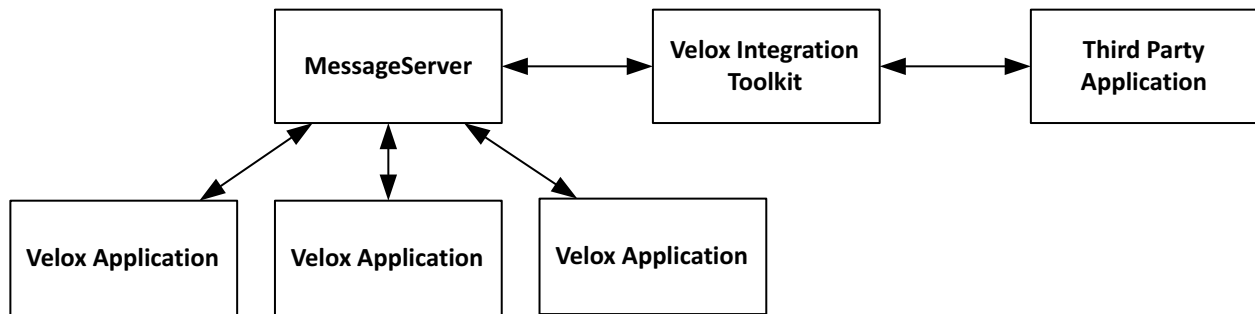 MessageServer
Velox Integration
Toolkit
Third Party
Application
Velox Application
Velox Application
Velox Application